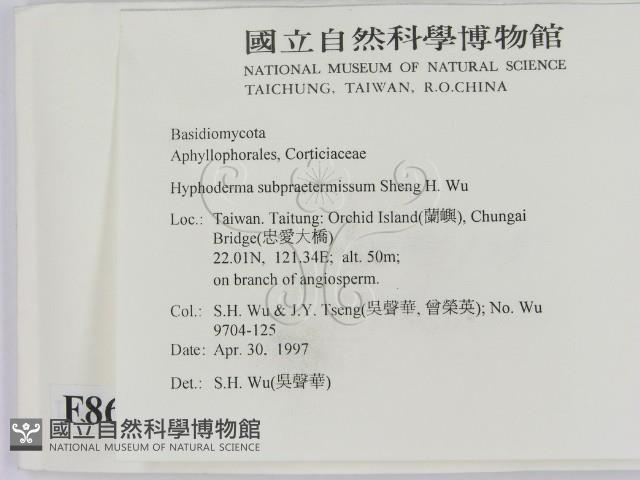 國立自然科學博物館
NATIONAL MUSEUM OF NATURAL SCIENCE
TAICHUNG, TAIWAN, R.O.CHINA
Basidiomycota
Aphyllophorales, Corticiaceae
Hyphoderma subpraetermissum Sheng H. Wu
Loc.: Taiwan. Taitung: Orchid Island(蘭嶼), Chungai
Bridge(忠愛大橋)
22.01N, 121.34E; alt. 50m;
on branch of angiosperm.
Col.: S.H. Wu & J.Y. Tseng(吳聲華, 曾榮英); No. Wu
9704-125
Date: Apr. 30, 1997
Det.: S.H. Wu(吳聲華)
國立自然科學博物館
NATIONAL MUSEUM OF NATURAL SCIENCE